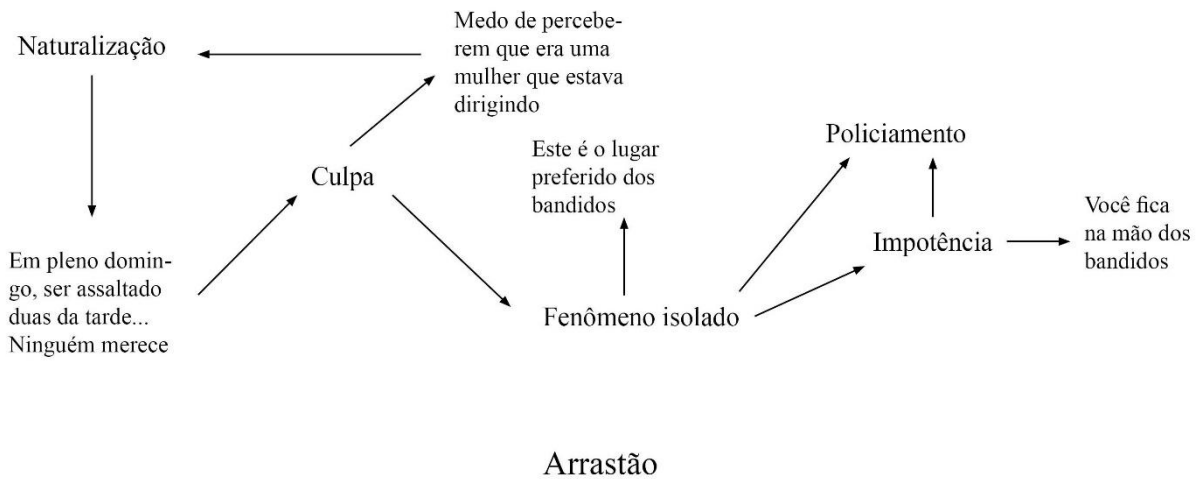 Naturalização
Medo de percebe-
rem que era uma
mulher que estava
dirigindo
Culpa
Este é o lugar
preferido dos
bandidos
Policiamento
Impotência
Você fica
na mão dos
bandidos
Em pleno domin-
go, ser assaltado
duas da tarde...
Ninguém merece
Fenômeno isolado
Arrastão